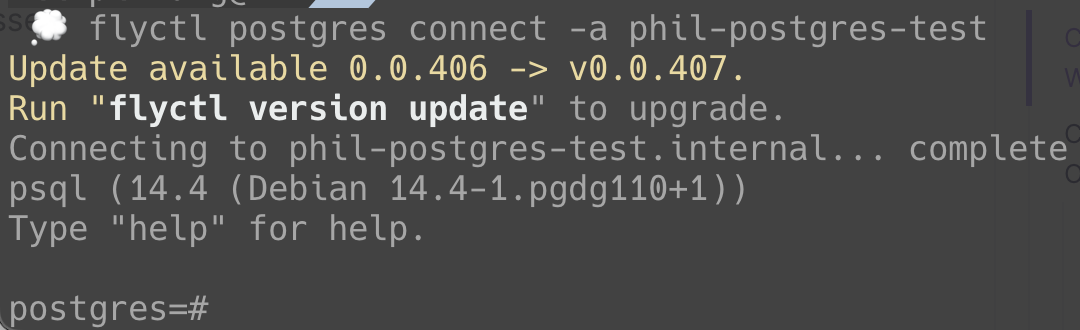 flyctl postgres connect -a phil-postgres-test
Update available 0.0.406 -> v0.0.407.
Run "flyctl version update" to upgrade.
Connecting to phil-postgres-test.internal... complete
psql (14.4 (Debian 14.4-1.pgdg110+1))
Type "help" for help.
postgres=#